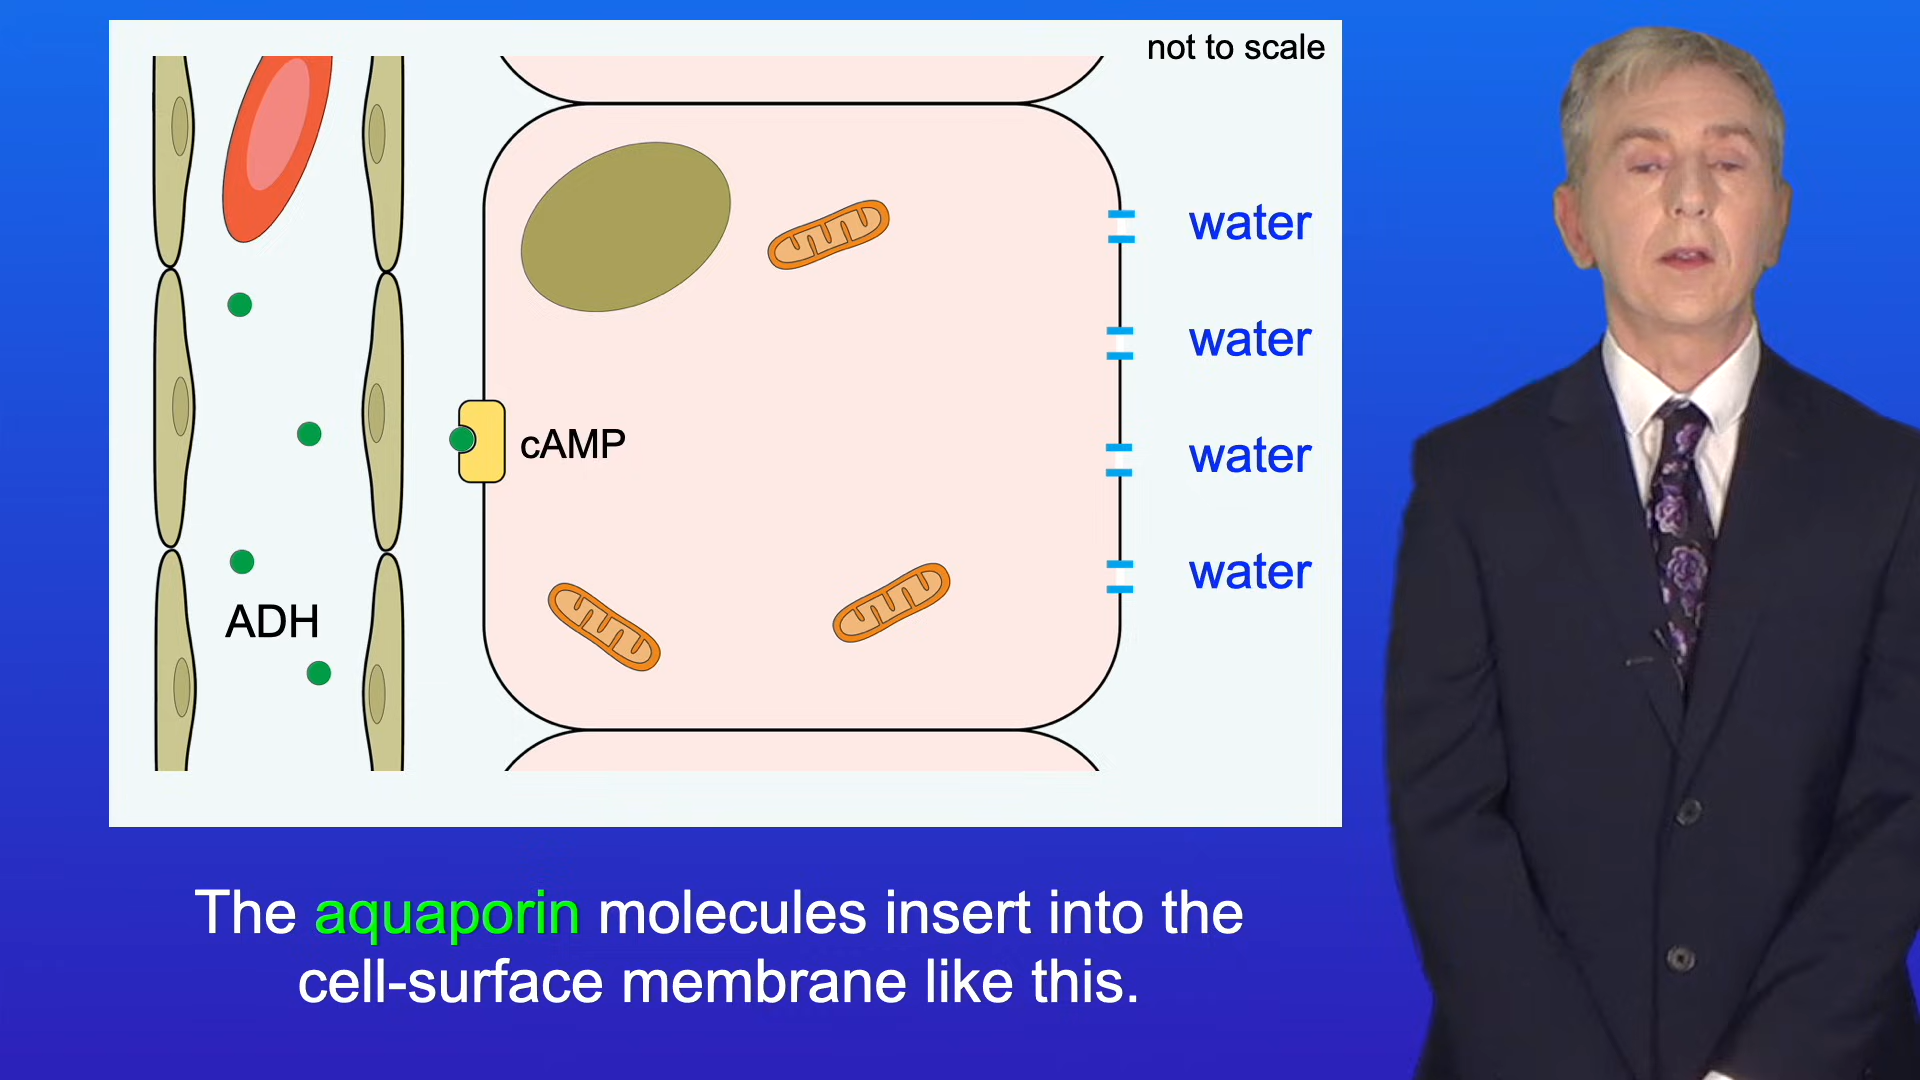 not to scale
water
water
cAMP
water
water
ADH
The aquaporin molecules insert into the
cell-surface membrane like this.